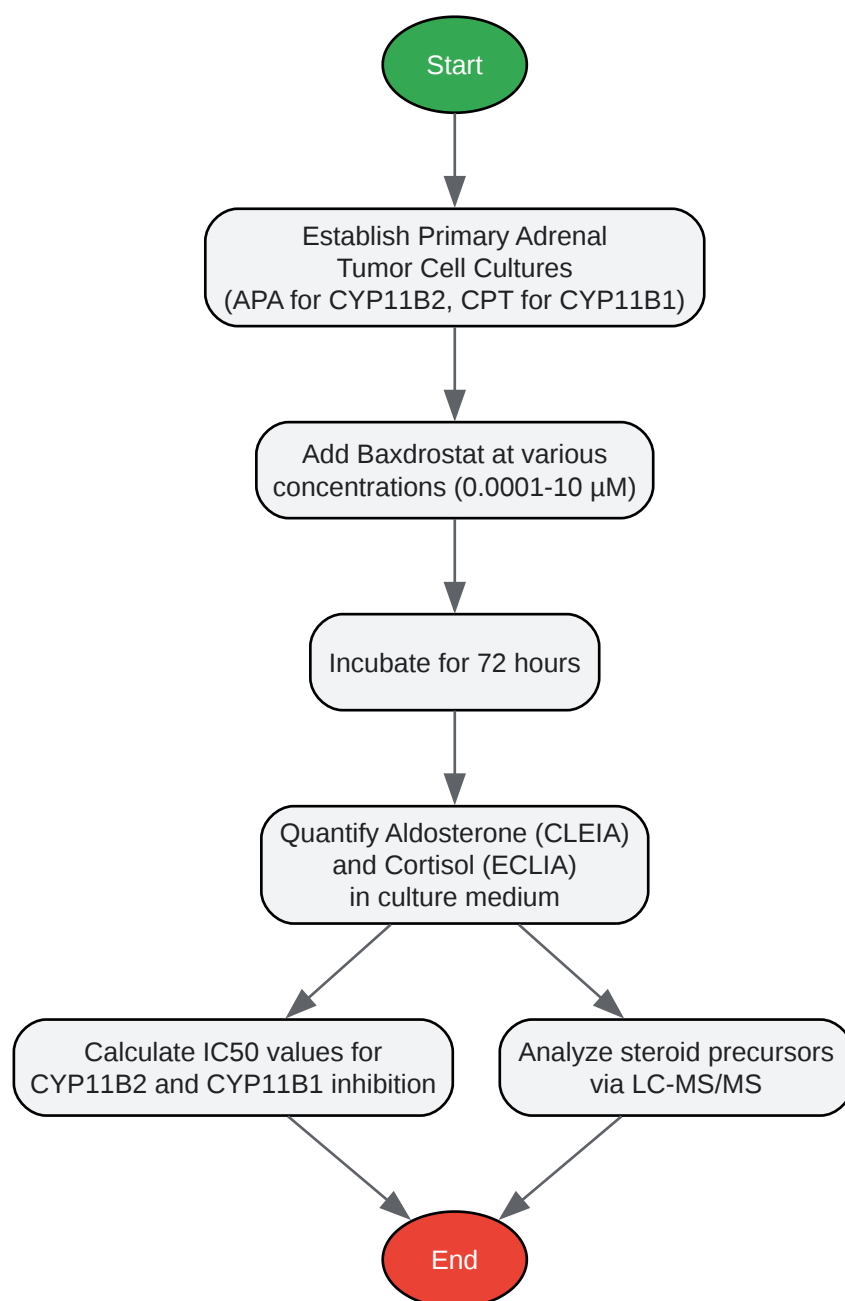 Start
Establish Primary Adrenal
Tumor Cell Cultures
(APA for CYP11B2, CPT for CYP11B1)
Add Baxdrostat at various
concentrations (0.0001-10 µM)
Incubate for 72 hours
Quantify Aldosterone (CLEIA)
and Cortisol (ECLIA)
in culture medium
Calculate IC50 values for
CYP11B2 and CYP11B1 inhibition
Analyze steroid precursors
via LC-MS/MS
End